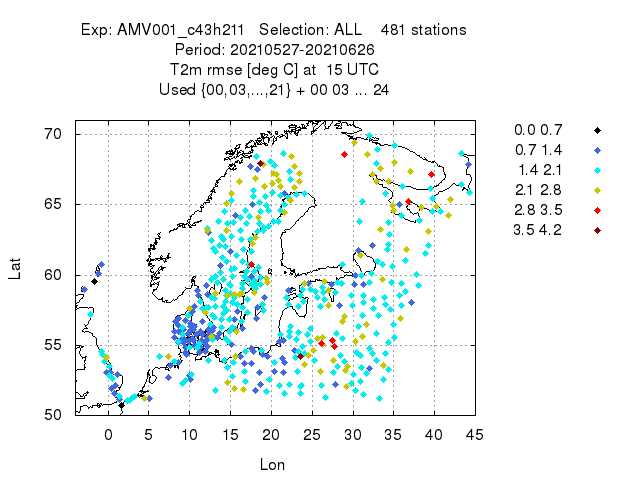 Exp: AMV001_c43h211   Selection: ALL    481 stations
Period: 20210527-20210626
T2m rmse [deg C] at  15 UTC
Used {00,03,...,21} + 00 03 ... 24
0.0 0.7
0.7 1.4
1.4 2.1
2.1 2.8
2.8 3.5
3.5 4.2
70
65
60
55
50
Lat
0 5 10 15 20 25 30 35 40 45
Lon